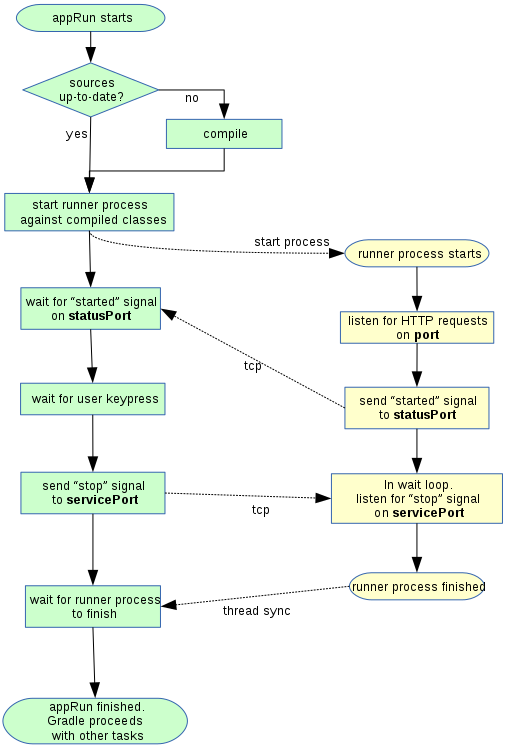 appRun starts
sources
up-to-date?
no
yes
compile
start runner process
against compiled classes
start process
runner process starts
wait for “started” signal
on statusPort
listen for HTTP requests
on port
tcp
wait for user keypress
send “started” signal
to statusPort
send “stop” signal
to servicePort
tcp
In wait loop.
listen for “stop” signal
on servicePort
wait for runner process
to finish
thread sync
runner process finished
appRun finished.
Gradle proceeds
with other tasks